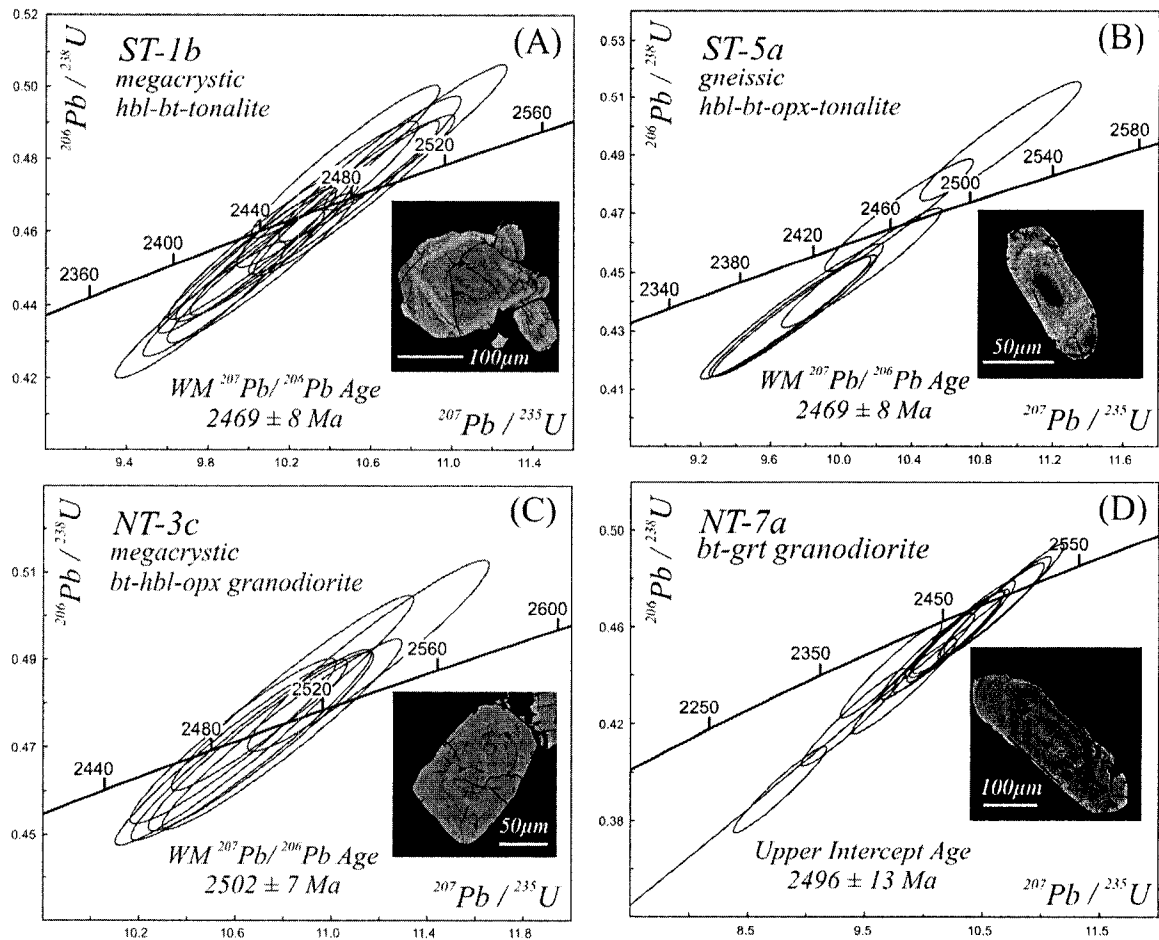 (A)
ST-1b
megacrystic
hbl-bt-tonalite
206Pb / 238U
0.52
0.50
0.48
0.46
0.44
0.42
2360
2400
2440
2480
2520
2560
100μm
WM 207Pb/ 206Pb Age
2469 ± 8 Ma
207Pb / 235U
9.4 9.8 10.2 10.6 11.0 11.4
(B)
ST-5a
gneissic
hbl-bt-opx-tonalite
206Pb / 238U
0.51
0.49
0.47
0.45
0.43
0.41
2340
2380
2420
2460
2500
2540
2580
50μm
WM 207Pb/ 206Pb Age
2469 ± 8 Ma
207Pb / 235U
9.2 9.6 10.0 10.4 10.8 11.2 11.6
(C)
NT-3c
megacrystic
bt-hbl-opx granodiorite
206Pb / 238U
0.51
0.49
0.47
0.45
2440
2480
2520
2560
2600
50μm
WM 207Pb/ 206Pb Age
2502 ± 7 Ma
207Pb / 235U
10.2 10.6 11.0 11.4 11.8
(D)
NT-7a
bt-grt granodiorite
206Pb / 238U
0.50
0.46
0.42
0.38
2250
2350
2450
2550
100μm
Upper Intercept Age
2496 ± 13 Ma
207Pb / 235U
8.5 9.5 10.5 11.5